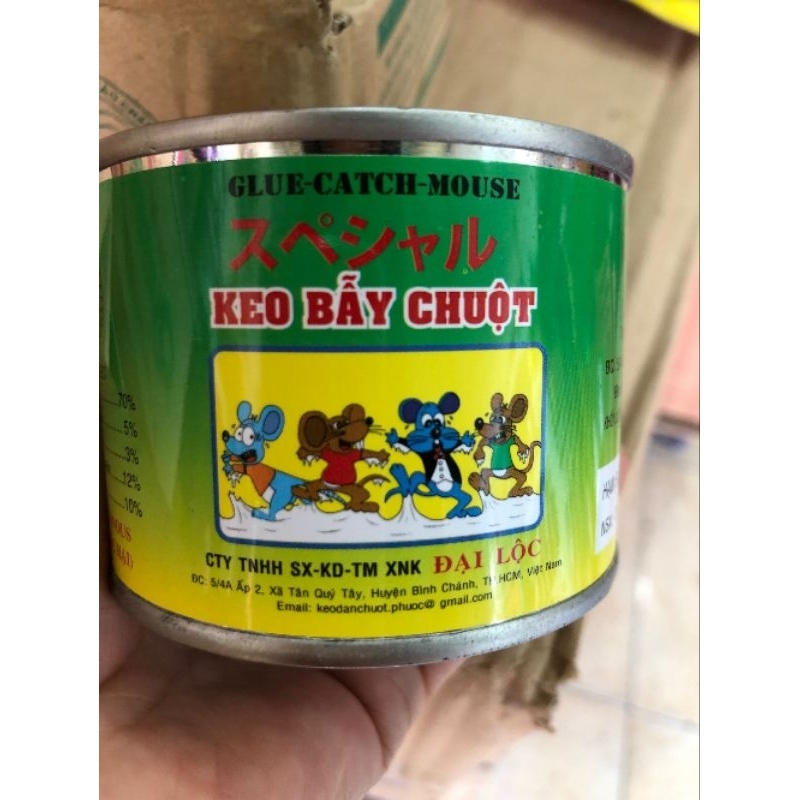 GLUE-CATCH-MOUSE
スペシャル
KEO BẪY CHUỘT
70%
5%
3%
12%
10%
CTY TNHH SX-KD-TM XNK ĐẠI LỘC
ĐC: 5/4A Ấp 2, Xã Tân Quý Tây, Huyện Bình Chánh, TP.HCM, Việt Nam
Email: keodanchuot.phuoc@ gmail.com